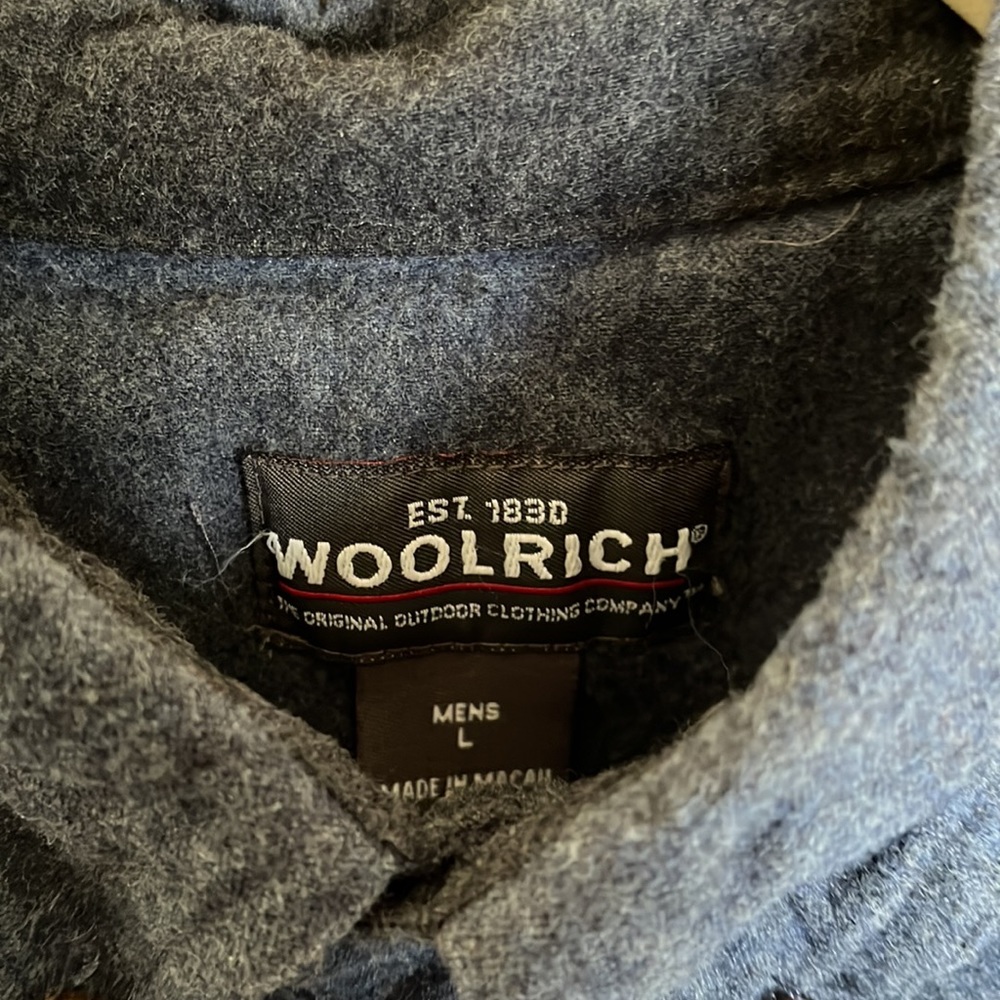 EST. 1830
WOOLRICH®
THE ORIGINAL OUTDOOR CLOTHING COMPANY
MENS
L
MADE IN MACAU